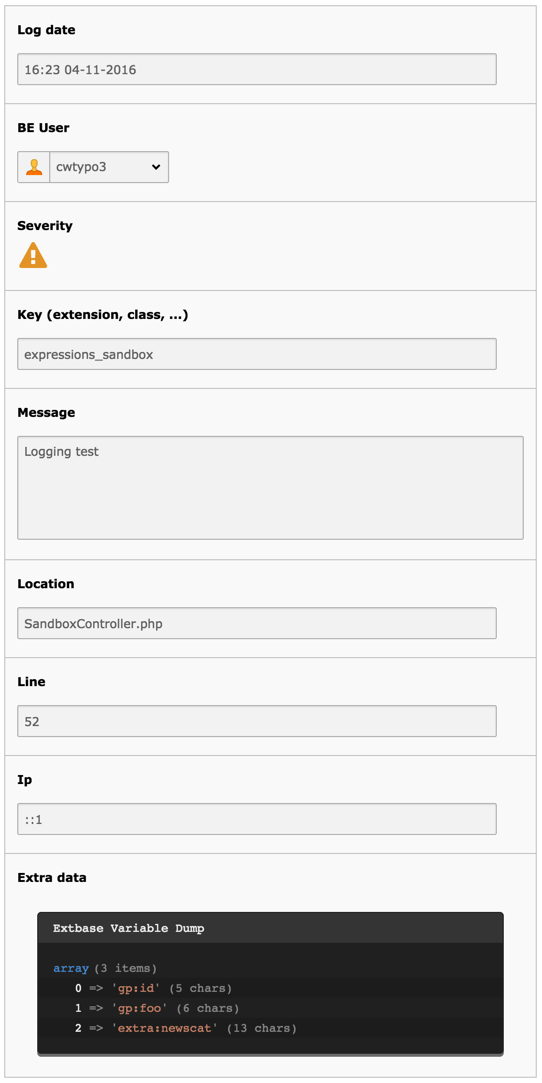 Log date
16:23 04-11-2016
BE User
cwtypo3
Severity
Key (extension, class, ...)
expressions_sandbox
Message
Logging test
Location
SandboxController.php
Line
52
Ip
::1
Extra data
Extbase Variable Dump
array (3 items)
0 => 'gp:id' (5 chars)
1 => 'gp:foo' (6 chars)
2 => 'extra:newscat' (13 chars)